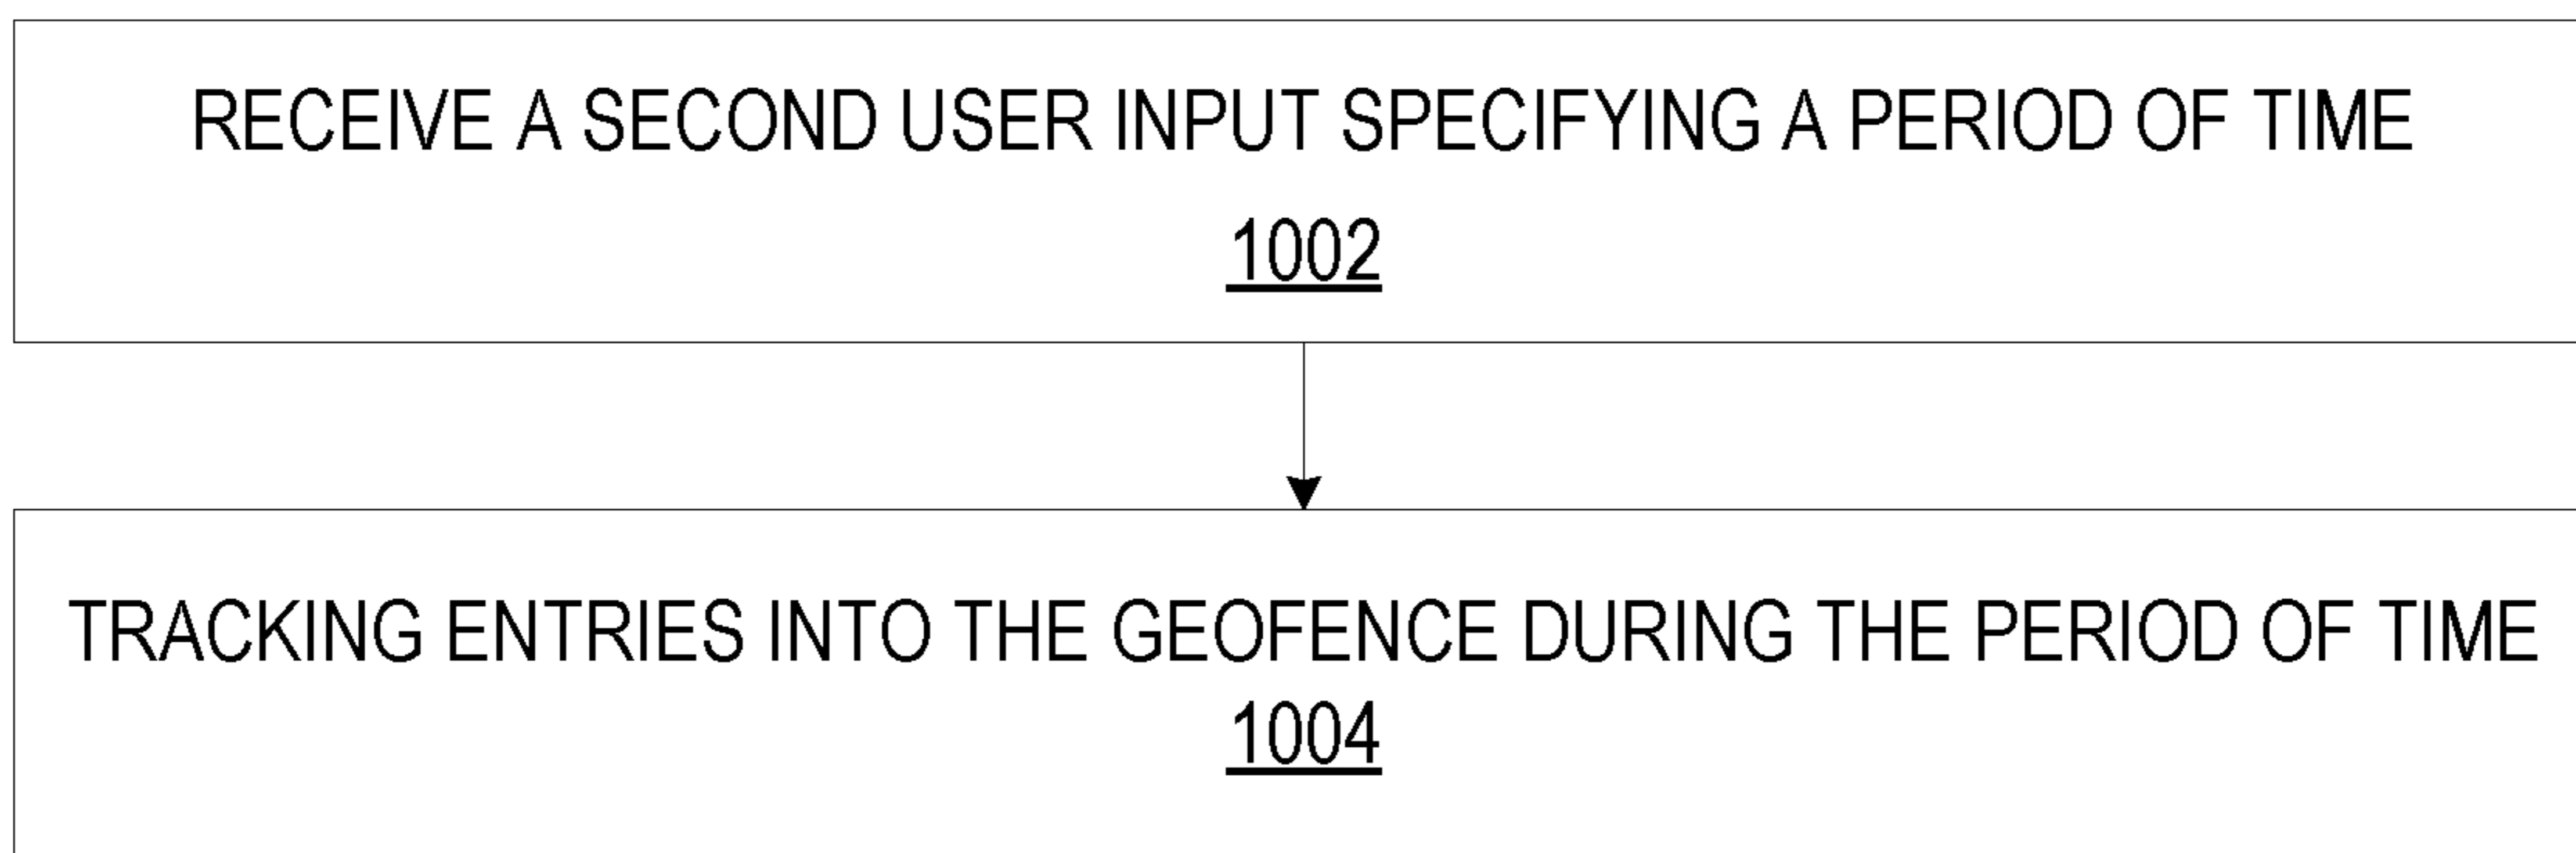 RECEIVE A SECOND USER INPUT SPECIFYING A PERIOD OF TIME
1002
TRACKING ENTRIES INTO THE GEOFENCE DURING THE PERIOD OF TIME
1004